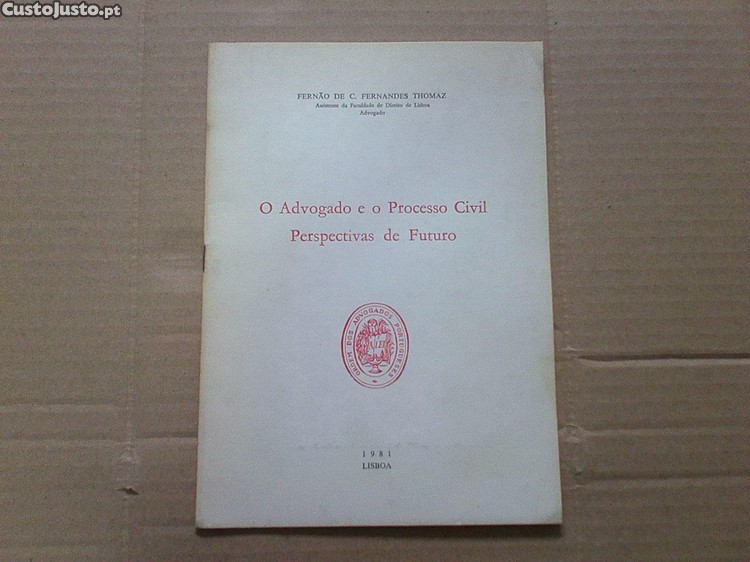 CustoJusto.pt
FERNÃO DE C. FERNANDES THOMAZ
Assistente da Faculdade de Direito de Lisboa
Advogado
O Advogado e o Processo Civil
Perspectivas de Futuro
ORDEM DOS ADVOGADOS PORTUGUESES
1981
LISBOA